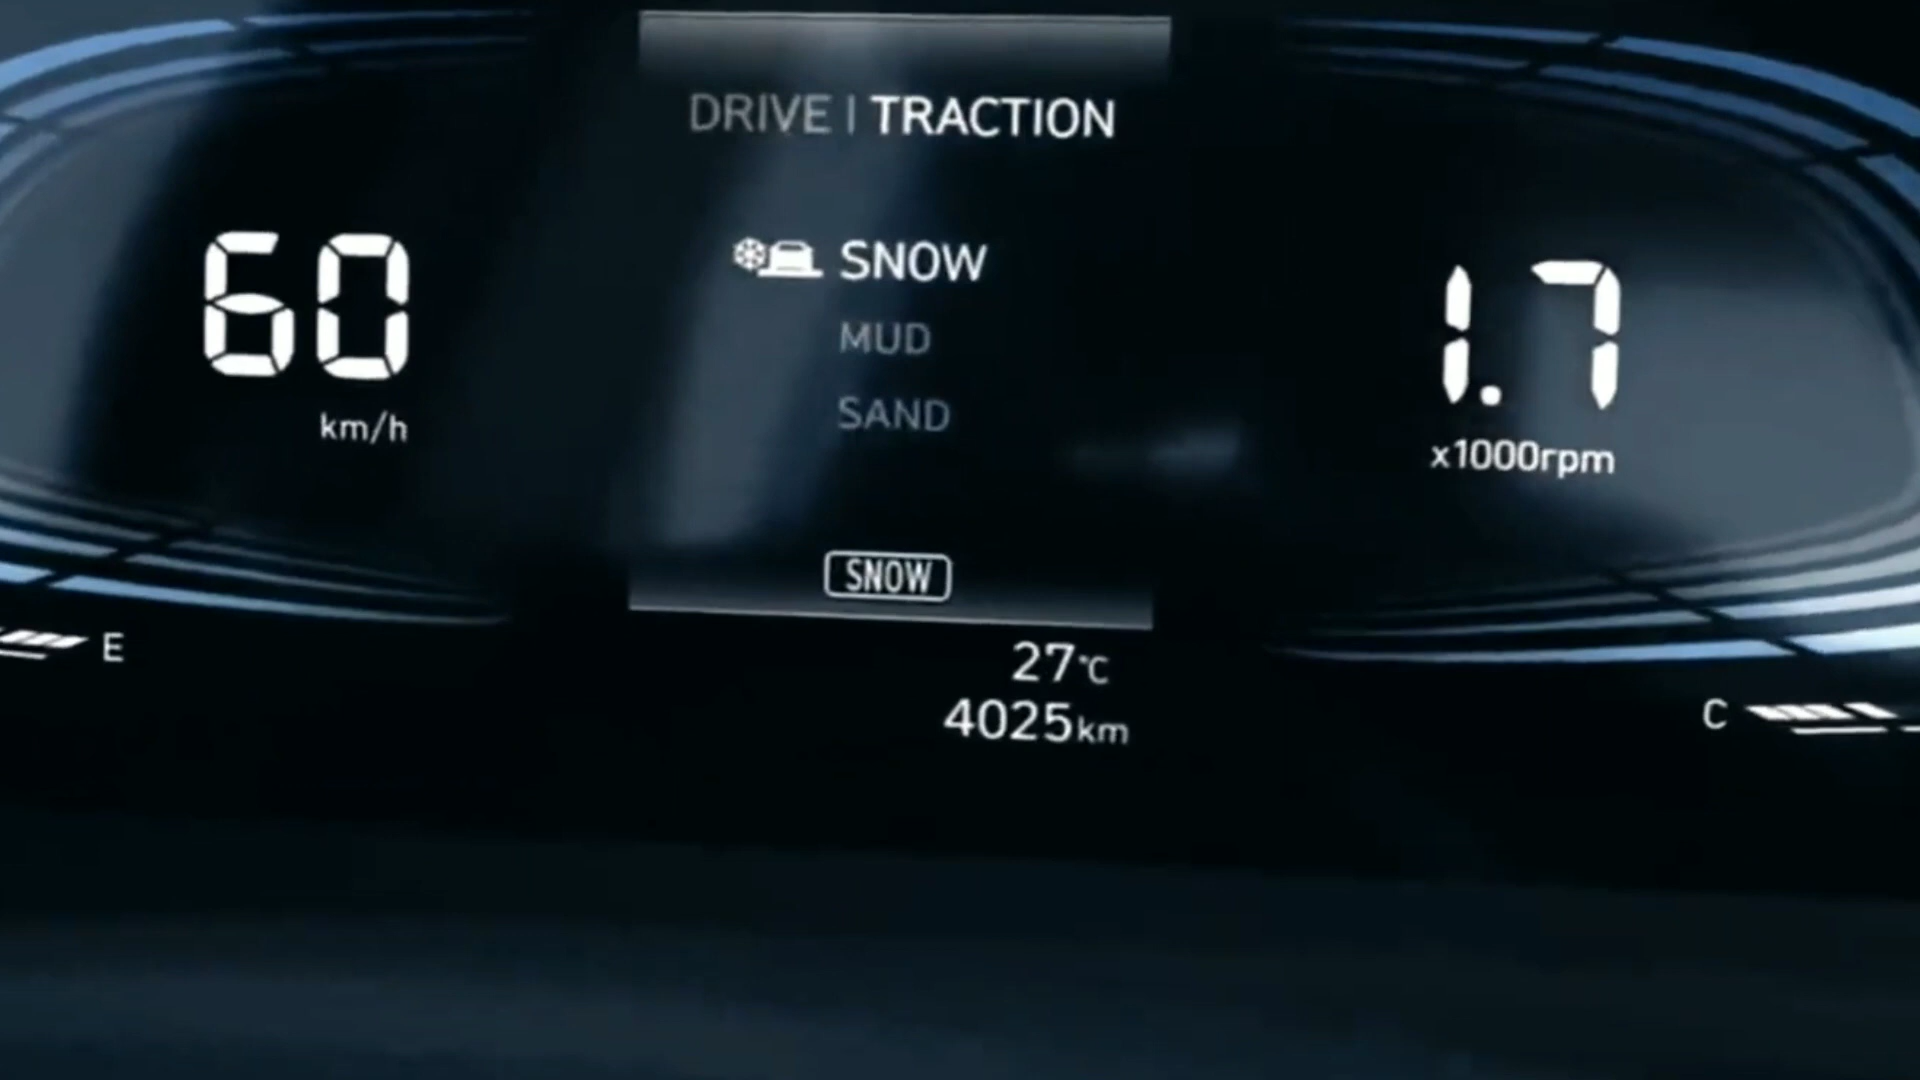 DRIVE | TRACTION
60
km/h
SNOW
MUD
SAND
1.7
x1000rpm
SNOW
E
27°C
4025km
C